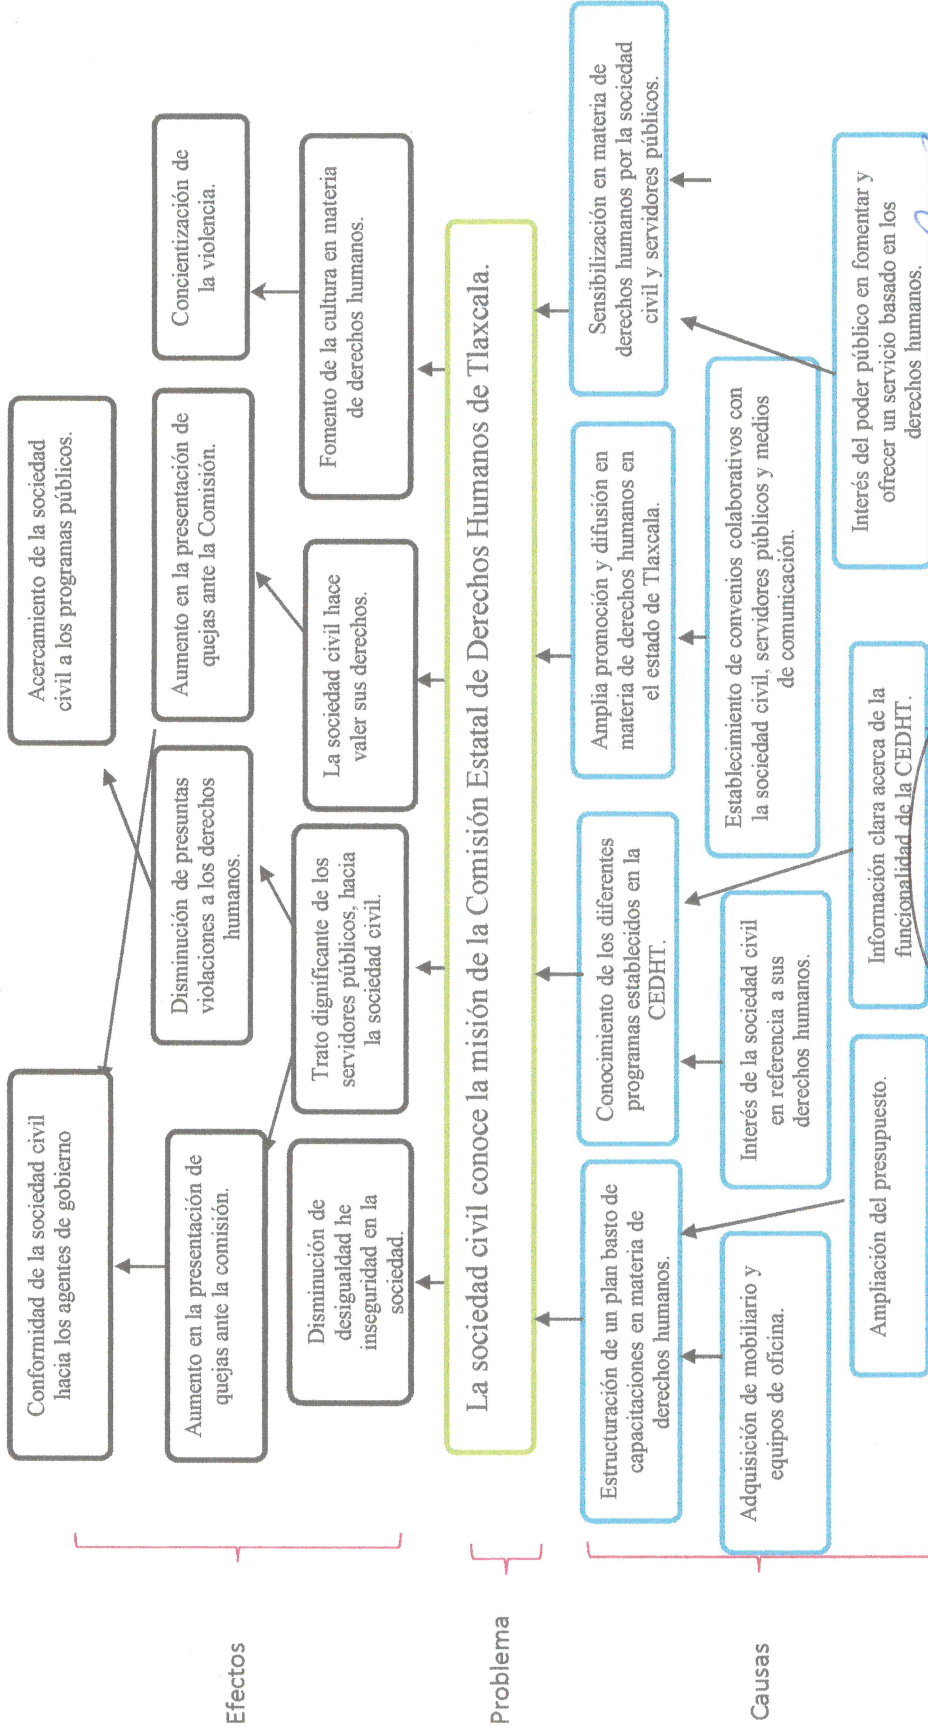 Efectos
Conformidad de la sociedad civil
hacia los agentes de gobierno
Acercamiento de la sociedad
civil a los programas públicos.
Aumento en la presentación de
quejas ante la comisión.
Disminución de presuntas
violaciones a los derechos
humanos.
Aumento en la presentación de
quejas ante la Comisión.
Concientización de
la violencia.
Disminución de
desigualdad he
inseguridad en la
sociedad.
Trato dignificante de los
servidores públicos, hacia
la sociedad civil.
La sociedad civil hace
valer sus derechos.
Fomento de la cultura en materia
de derechos humanos.
Problema
La sociedad civil conoce la misión de la Comisión Estatal de Derechos Humanos de Tlaxcala.
Causas
Estructuración de un plan basto de
capacitaciones en materia de
derechos humanos.
Conocimiento de los diferentes
programas establecidos en la
CEDHT.
Amplia promoción y difusión en
materia de derechos humanos en
el estado de Tlaxcala.
Sensibilización en materia de
derechos humanos por la sociedad
civil y servidores públicos.
Adquisición de mobiliario y
equipos de oficina.
Interés de la sociedad civil
en referencia a sus
derechos humanos.
Establecimiento de convenios colaborativos con
la sociedad civil, servidores públicos y medios
de comunicación.
Ampliación del presupuesto.
Información clara acerca de la
funcionalidad de la CEDHT.
Interés del poder público en fomentar y
ofrecer un servicio basado en los
derechos humanos.